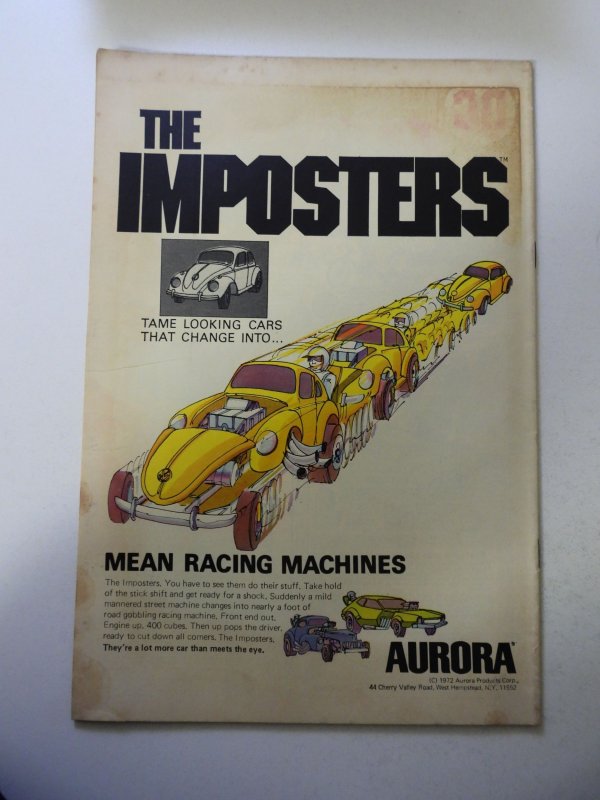 30
THE
IMPOSTERS™
TAME LOOKING CARS
THAT CHANGE INTO...
MEAN RACING MACHINES
The Imposters. You have to see them do their stuff. Take hold
of the stick shift and get ready for a shock. Suddenly a mild
mannered street machine changes into nearly a foot of
road gobbling racing machine. Front end out.
Engine up, 400 cubes. Then up pops the driver,
ready to cut down all comers. The Imposters.
They're a lot more car than meets the eye.
AURORA
(C) 1972 Aurora Products Corp.,
44 Cherry Valley Road, West Hempstead, N.Y. 11552